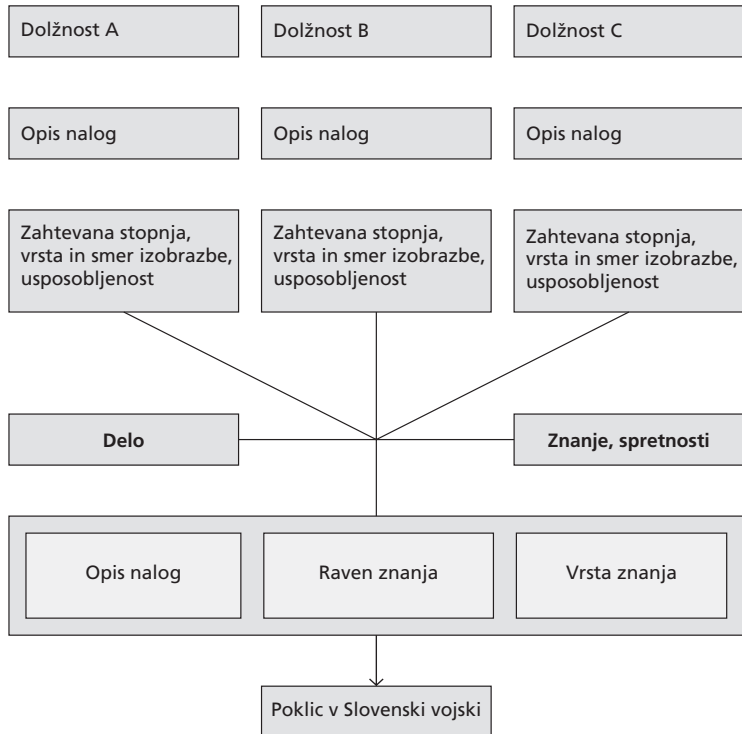 Dolžnost A
Dolžnost B
Dolžnost C
Opis nalog
Opis nalog
Opis nalog
Zahtevana stopnja,
vrsta in smer izobrazbe,
usposobljenost
Zahtevana stopnja,
vrsta in smer izobrazbe,
usposobljenost
Zahtevana stopnja,
vrsta in smer izobrazbe,
usposobljenost
Delo
Znanje, spretnosti
Opis nalog
Raven znanja
Vrsta znanja
Poklic v Slovenski vojski